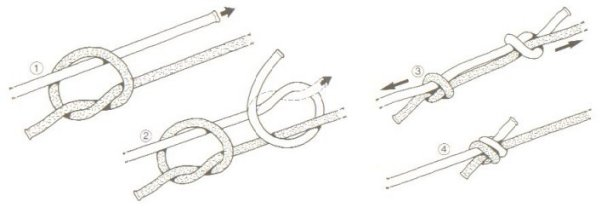 ①
②
③
④